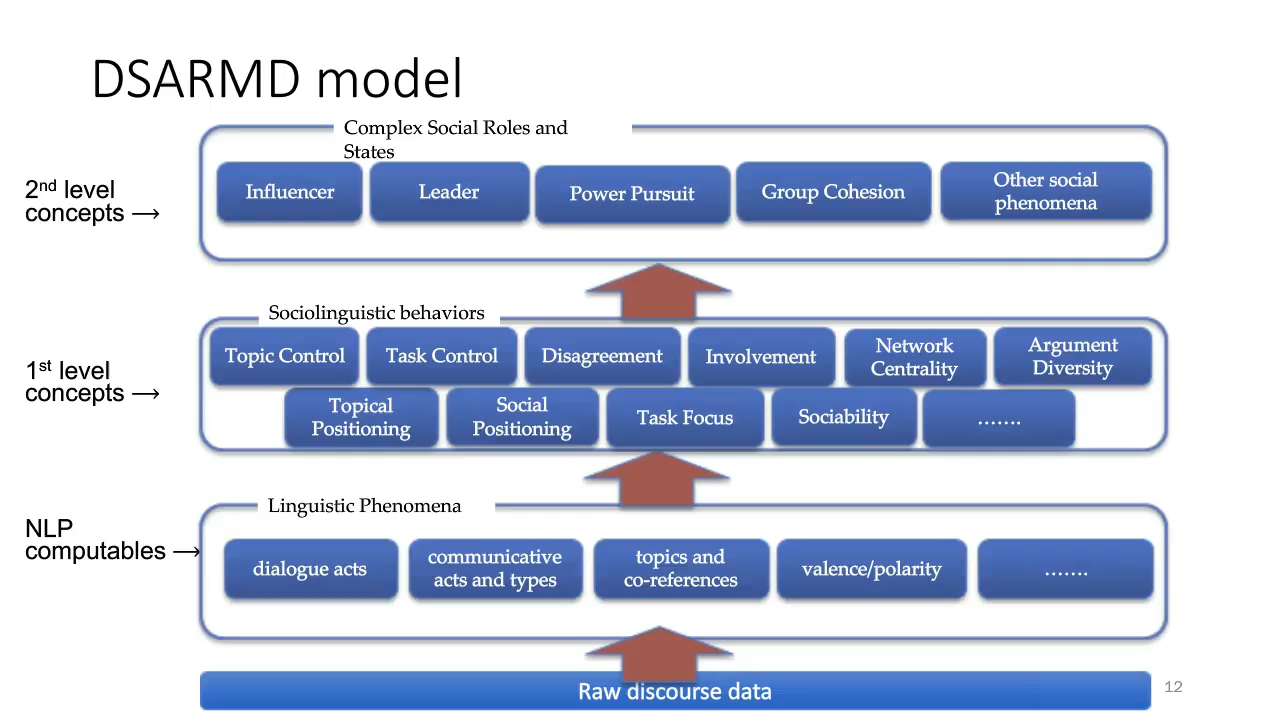 DSARMD model
Complex Social Roles and
States
2nd level
concepts →
Influencer
Leader
Power Pursuit
Group Cohesion
Other social
phenomena
Sociolinguistic behaviors
1st level
concepts →
Topic Control
Task Control
Disagreement
Involvement
Network
Centrality
Argument
Diversity
Topical
Positioning
Social
Positioning
Task Focus
Sociability
…….
Linguistic Phenomena
NLP
computables →
dialogue acts
communicative
acts and types
topics and
co-references
valence/polarity
…….
Raw discourse data
12